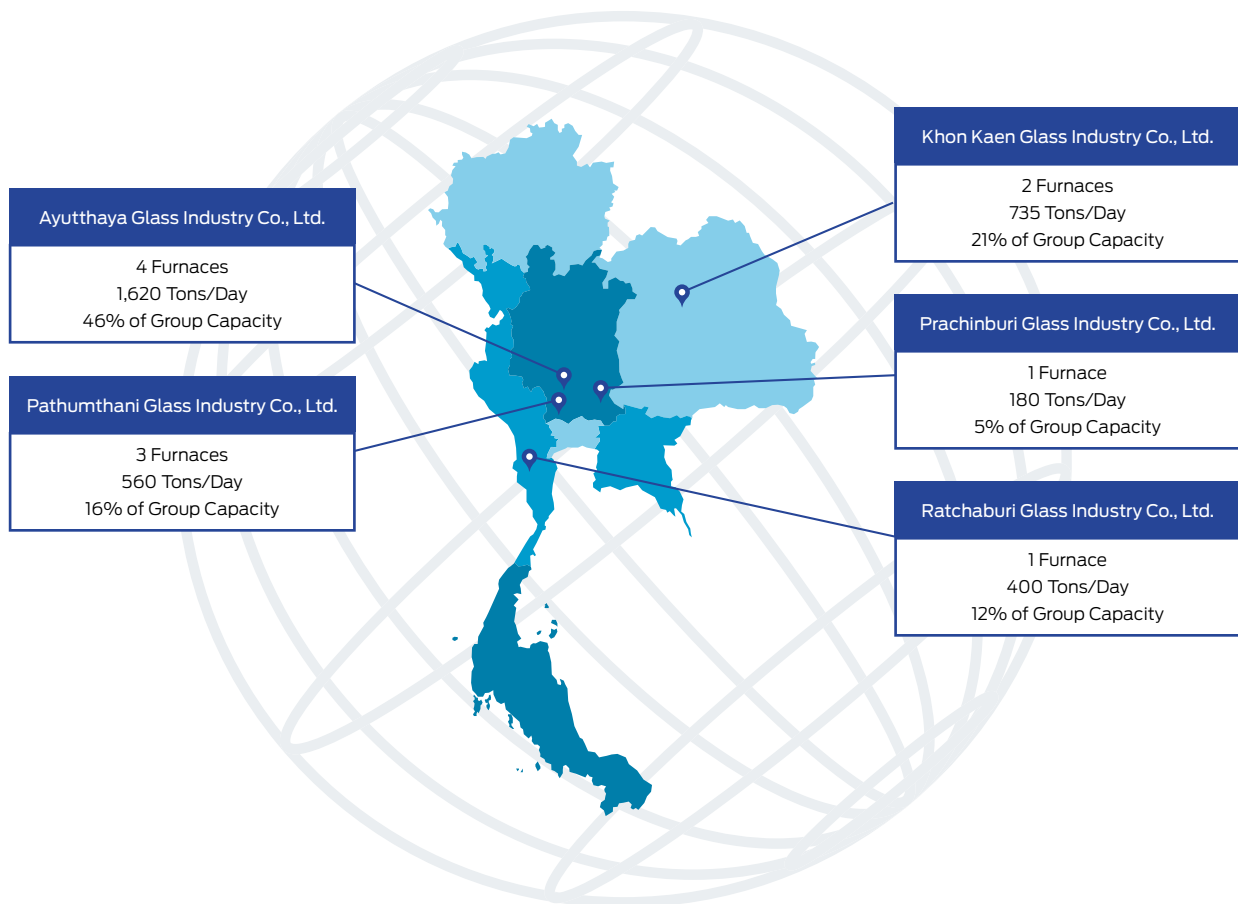 Ayutthaya Glass Industry Co., Ltd.
4 Furnaces
1,620 Tons/Day
46% of Group Capacity
Pathumthani Glass Industry Co., Ltd.
3 Furnaces
560 Tons/Day
16% of Group Capacity
Khon Kaen Glass Industry Co., Ltd.
2 Furnaces
735 Tons/Day
21% of Group Capacity
Prachinburi Glass Industry Co., Ltd.
1 Furnace
180 Tons/Day
5% of Group Capacity
Ratchaburi Glass Industry Co., Ltd.
1 Furnace
400 Tons/Day
12% of Group Capacity